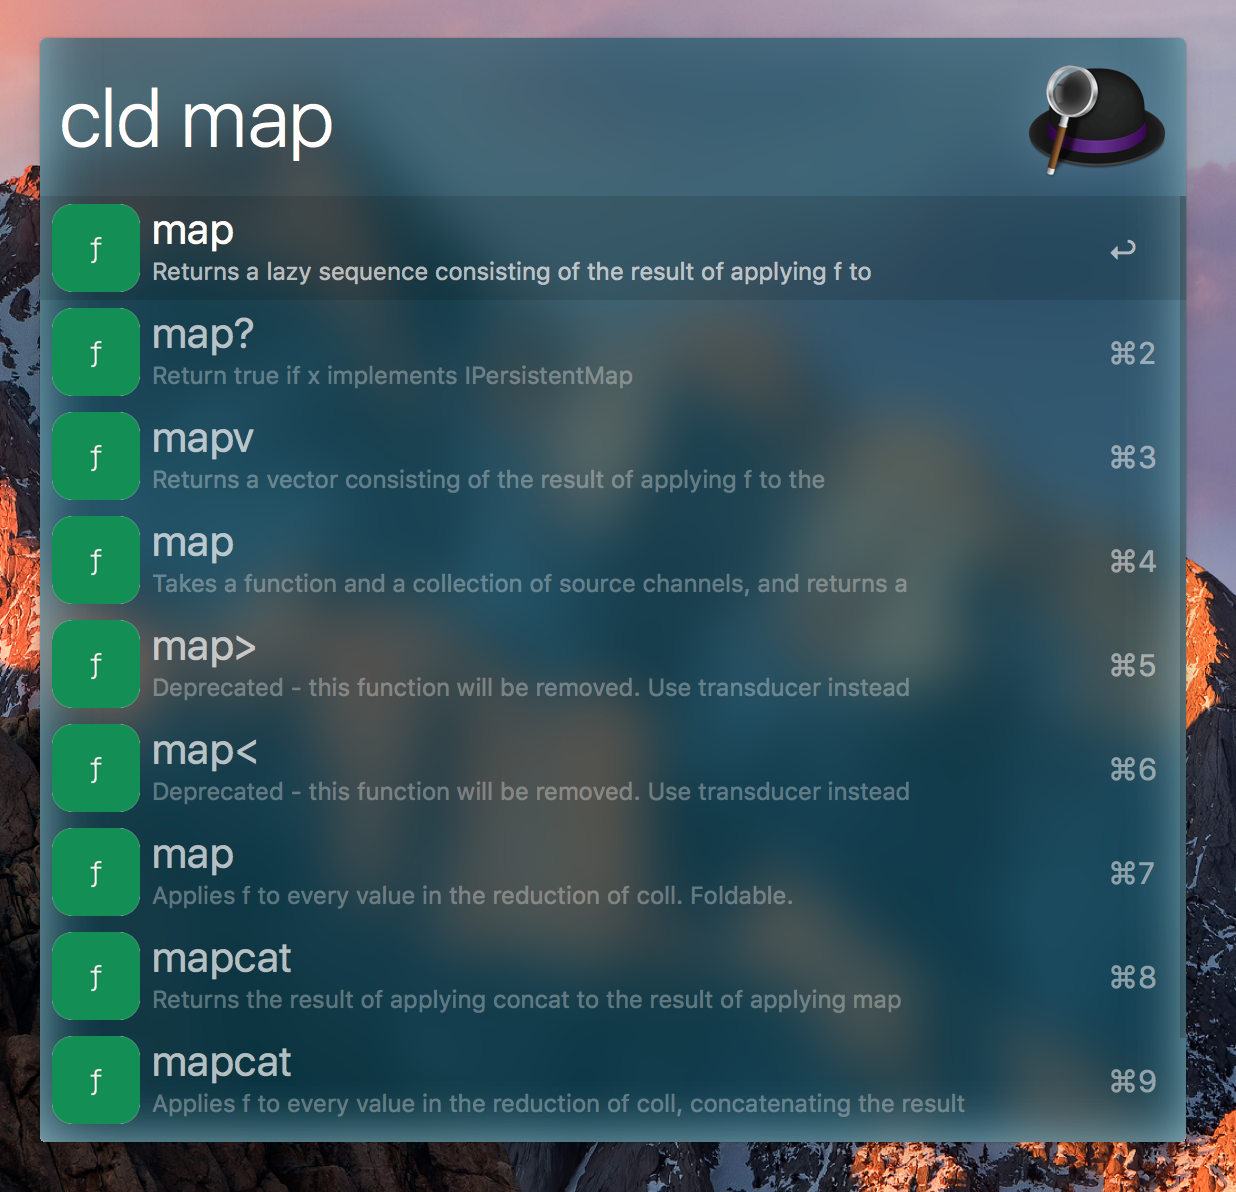 cld map
ƒ
map
Returns a lazy sequence consisting of the result of applying f to
↩
ƒ
map?
Return true if x implements IPersistentMap
⌘2
ƒ
mapv
Returns a vector consisting of the result of applying f to the
⌘3
ƒ
map
Takes a function and a collection of source channels, and returns a
⌘4
ƒ
map>
Deprecated - this function will be removed. Use transducer instead
⌘5
ƒ
map<
Deprecated - this function will be removed. Use transducer instead
⌘6
ƒ
map
Applies f to every value in the reduction of coll. Foldable.
⌘7
ƒ
mapcat
Returns the result of applying concat to the result of applying map
⌘8
ƒ
mapcat
Applies f to every value in the reduction of coll, concatenating the result
⌘9